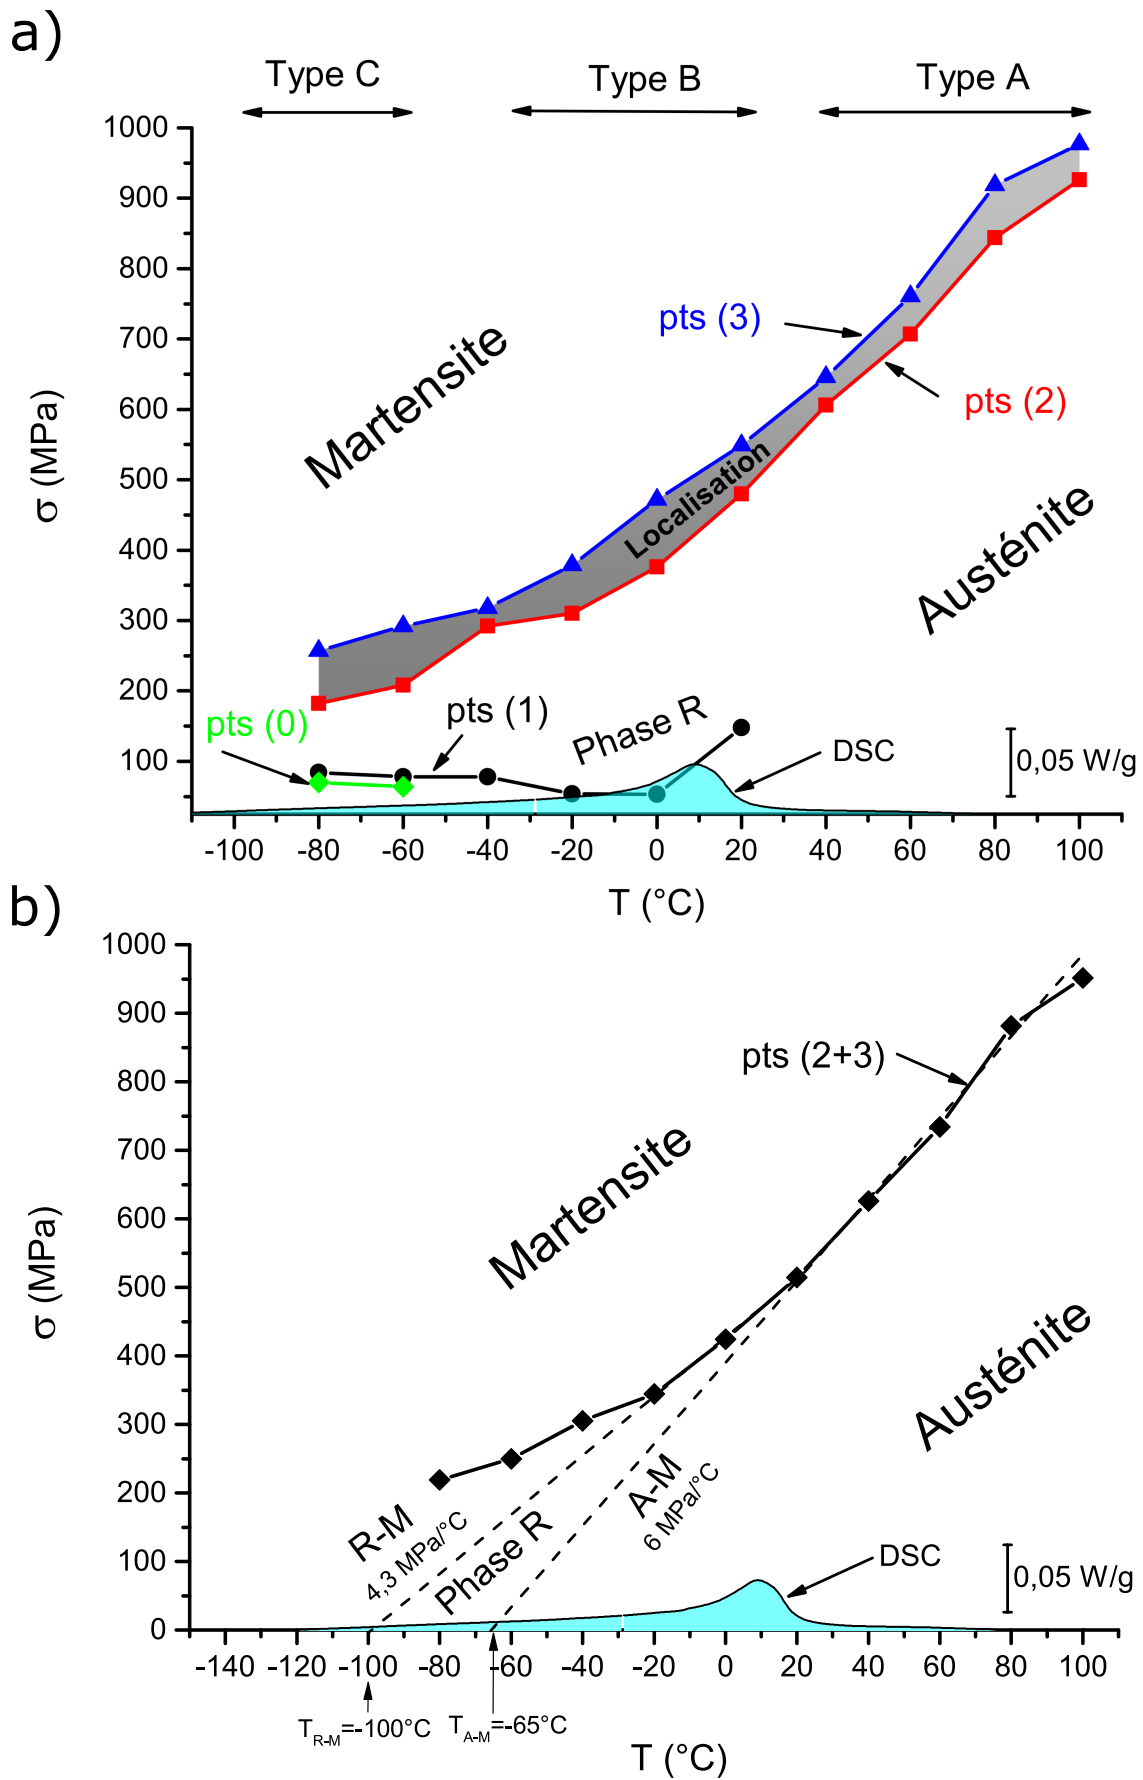 a)
Type C
Type B
Type A
1000
900
800
700
600
500
400
300
200
100
σ (MPa)
Martensite
pts (3)
pts (2)
Localisation
Austénite
pts (0)
pts (1)
Phase R
DSC
0,05 W/g
-100 -80 -60 -40 -20 0 20 40 60 80 100
T (°C)
b)
1000
900
800
700
600
500
400
300
200
100
0
σ (MPa)
pts (2+3)
Martensite
Austénite
R-M
4,3 MPa/°C
Phase R
A-M
6 MPa/°C
DSC
0,05 W/g
-140 -120 -100 -80 -60 -40 -20 0 20 40 60 80 100
TR-M=-100°C
TA-M=-65°C
T (°C)